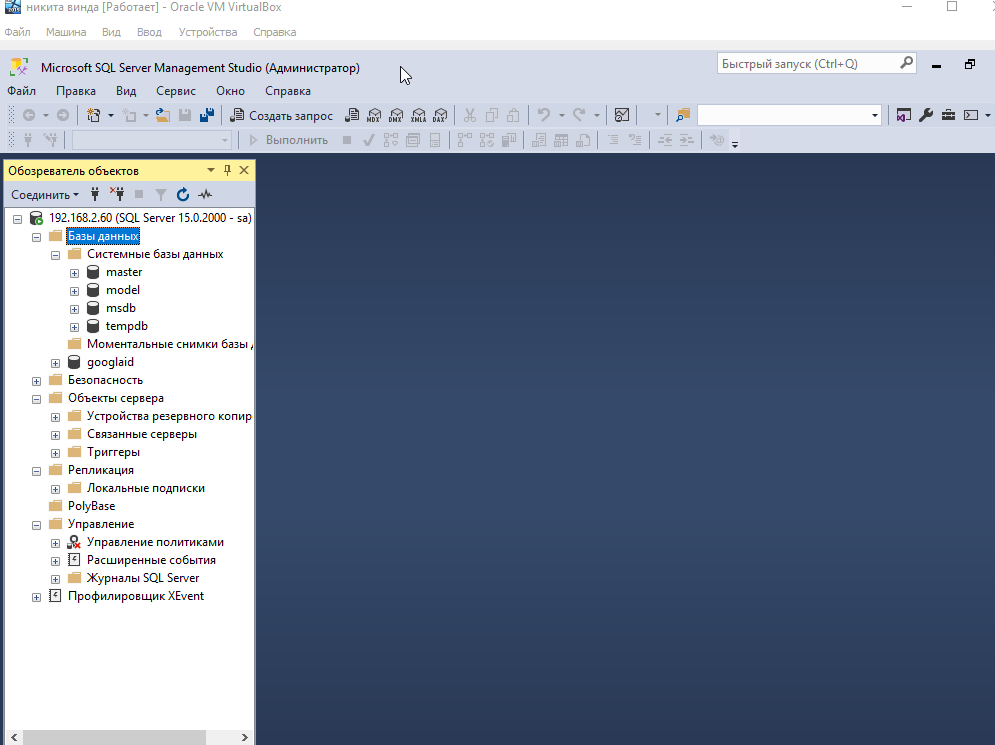 никита винда [Работает] - Oracle VM VirtualBox
Файл Машина Вид Ввод Устройства Справка
Microsoft SQL Server Management Studio (Администратор)
Быстрый запуск (Ctrl+Q)
Файл Правка Вид Сервис Окно Справка
Создать запрос MDX DMX XMLA DAX
Выполнить
Обозреватель объектов
Соединить
192.168.2.60 (SQL Server 15.0.2000 - sa)
Базы данных
Системные базы данных
master
model
msdb
tempdb
Моментальные снимки базы
googlaid
Безопасность
Объекты сервера
Устройства резервного копир
Связанные серверы
Триггеры
Репликация
Локальные подписки
PolyBase
Управление
Управление политиками
Расширенные события
Журналы SQL Server
Профилировщик XEvent